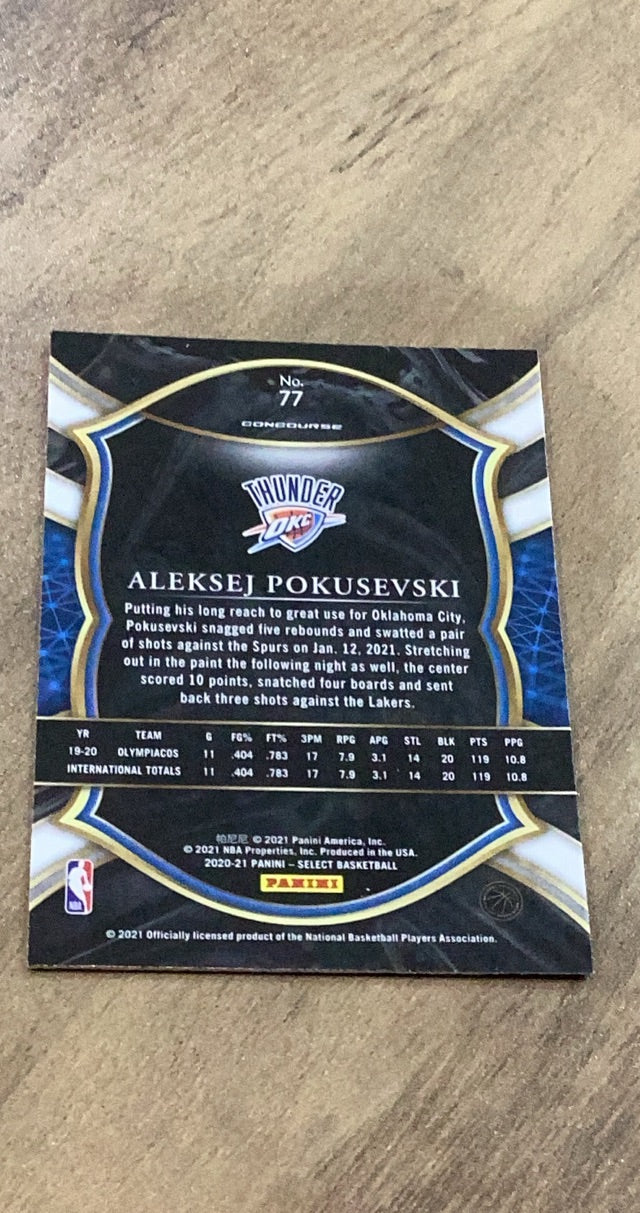 No.
77
CONCOURSE
THUNDER
OKC
ALEKSEJ POKUSEVSKI
Putting his long reach to great use for Oklahoma City,
Pokusevski snagged five rebounds and swatted a pair
of shots against the Spurs on Jan. 12, 2021. Stretching
out in the paint the following night as well, the center
scored 10 points, snatched four boards and sent
back three shots against the Lakers.
YR TEAM G FG% FT% 3PM RPG APG STL BLK PTS PPG
19-20 OLYMPIACOS 11 .404 .783 17 7.9 3.1 14 20 119 10.8
INTERNATIONAL TOTALS 11 .404 .783 17 7.9 3.1 14 20 119 10.8
帕尼尼 © 2021 Panini America, Inc.
© 2021 NBA Properties, Inc. Produced in the USA.
2020-21 PANINI – SELECT BASKETBALL
PANINI
NBA
© 2021 Officially licensed product of the National Basketball Players Association.